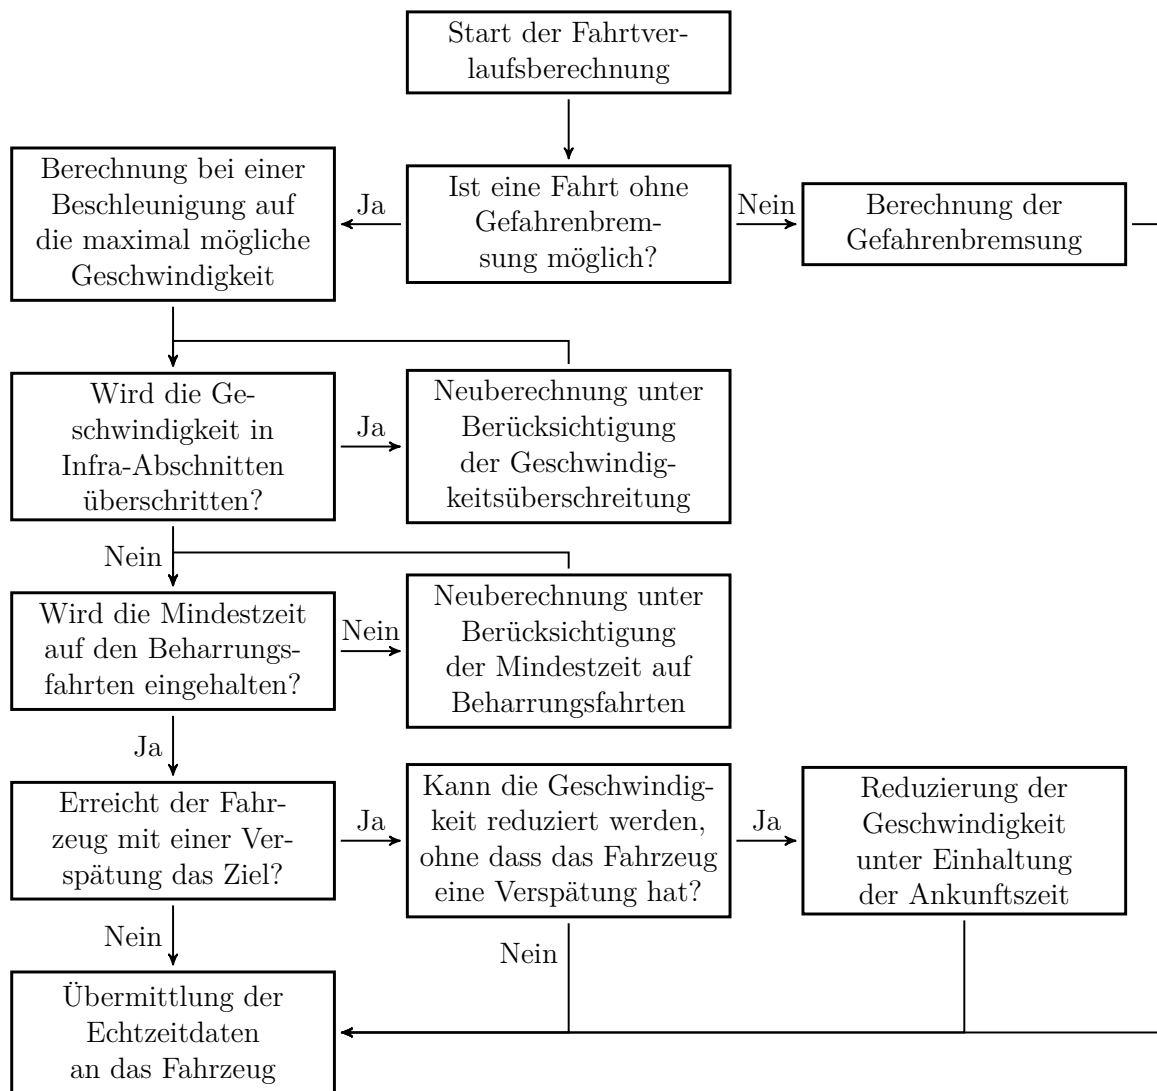 Start der Fahrtver-
laufsberechnung
Berechnung bei einer
Beschleunigung auf
die maximal mögliche
Geschwindigkeit
Ja
Ist eine Fahrt ohne
Gefahrenbrem-
sung möglich?
Nein
Berechnung der
Gefahrenbremsung
Wird die Ge-
schwindigkeit in
Infra-Abschnitten
überschritten?
Ja
Neuberechnung unter
Berücksichtigung
der Geschwindig-
keitsüberschreitung
Nein
Wird die Mindestzeit
auf den Beharrungs-
fahrten eingehalten?
Nein
Neuberechnung unter
Berücksichtigung
der Mindestzeit auf
Beharrungsfahrten
Ja
Erreicht der Fahr-
zeug mit einer Ver-
spätung das Ziel?
Ja
Kann die Geschwindig-
keit reduziert werden,
ohne dass das Fahrzeug
eine Verspätung hat?
Ja
Reduzierung der
Geschwindigkeit
unter Einhaltung
der Ankunftszeit
Nein
Nein
Übermittlung der
Echtzeitdaten
an das Fahrzeug